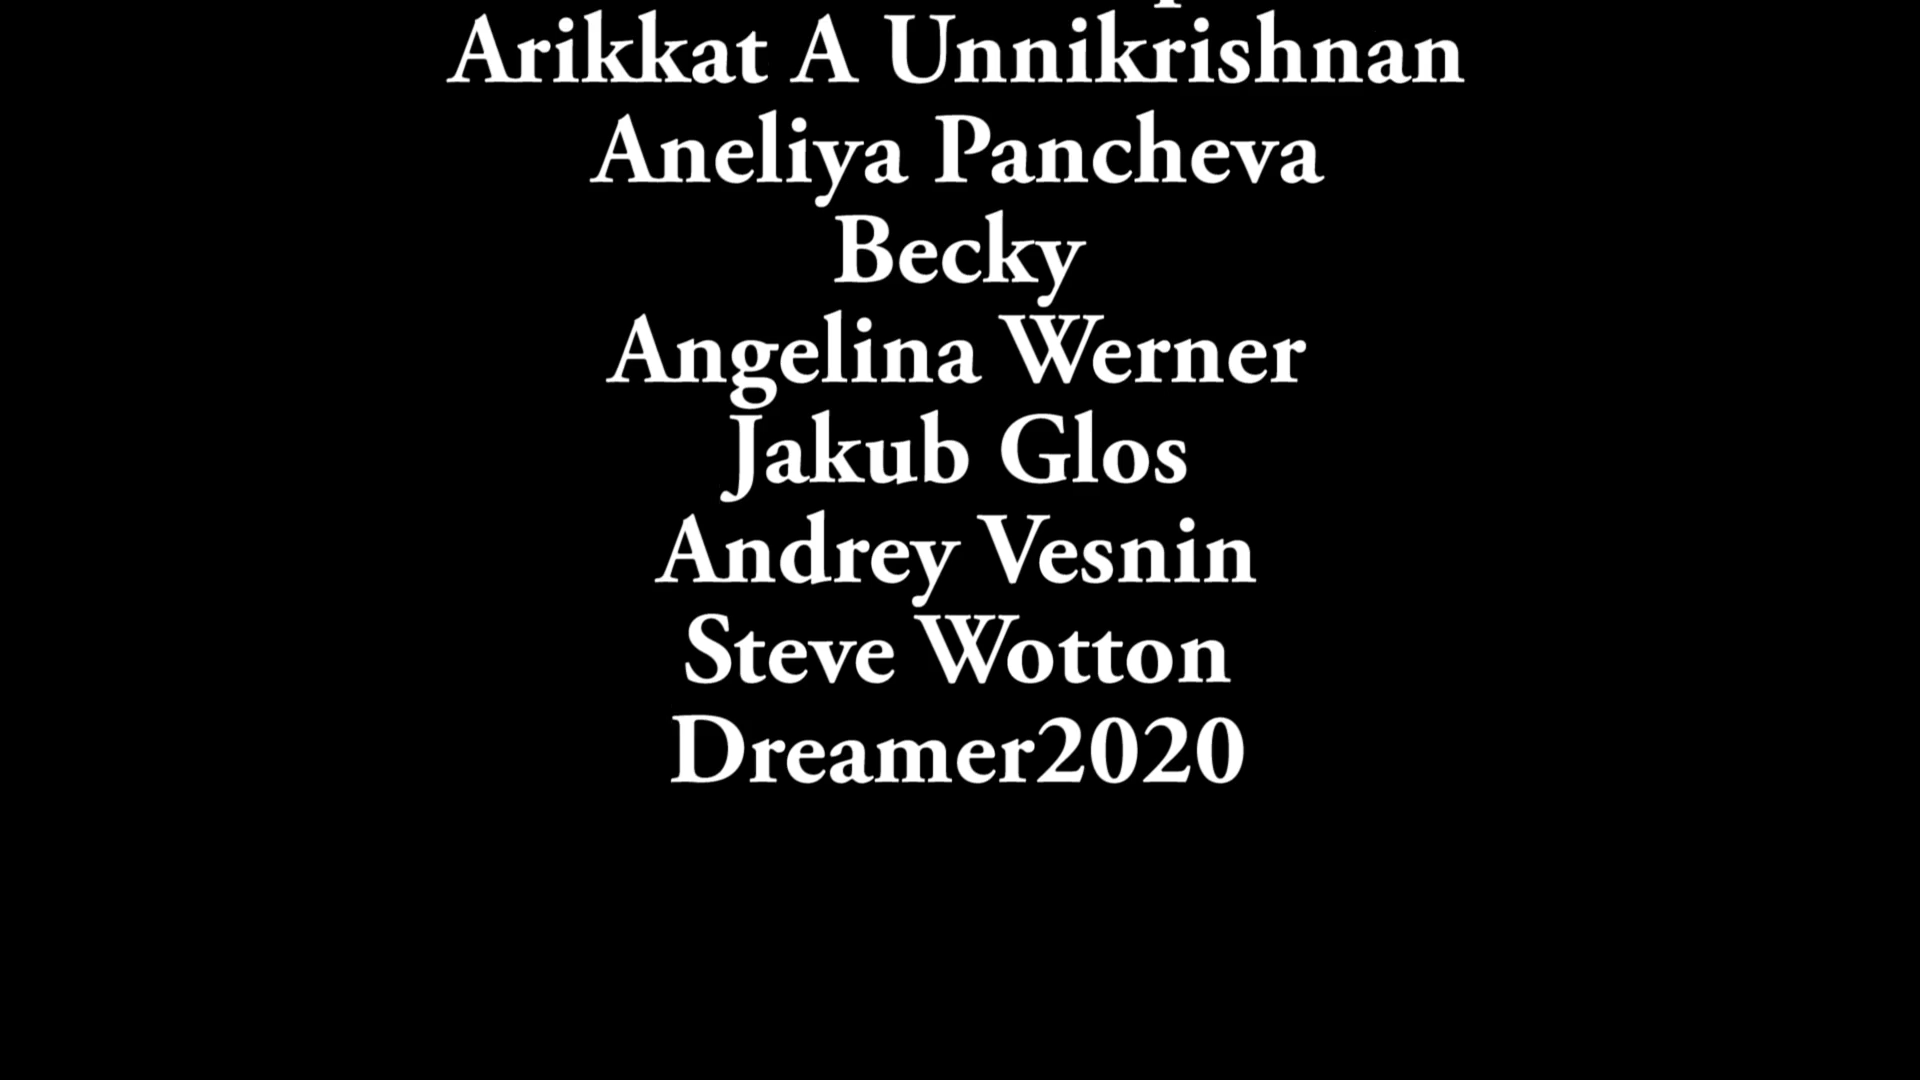 Arikkat A Unnikrishnan
Aneliya Pancheva
Becky
Angelina Werner
Jakub Glos
Andrey Vesnin
Steve Wotton
Dreamer2020